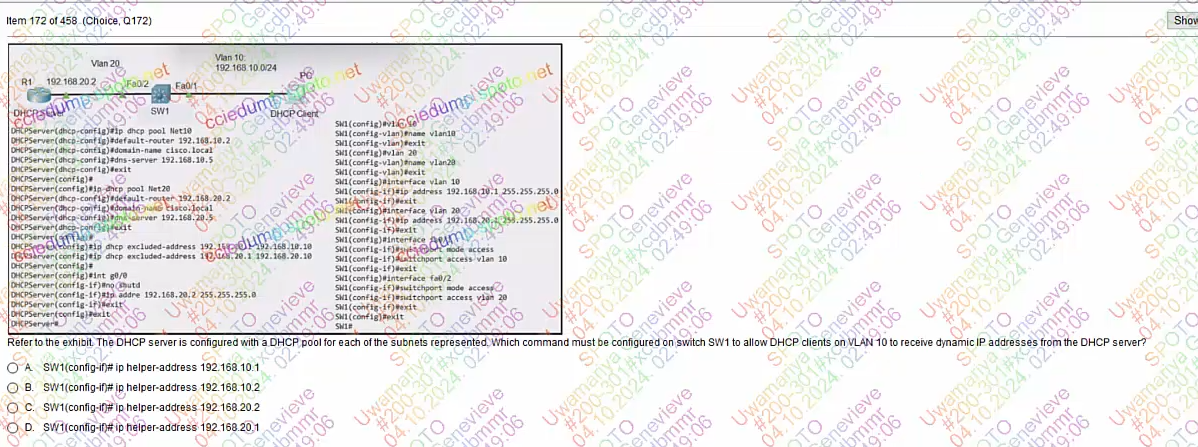 Item 172 of 458 (Choice, Q172)
Show
Vlan 20
Vlan 10:
192.168.10.0/24
R1
192.168.20.2
Fa0/2
Fa0/1
PC
SW1
DHCP Client
DHCPServer(dhcp-config)#ip dhcp pool Net10
DHCPServer(dhcp-config)#default-router 192.168.10.2
DHCPServer(dhcp-config)#domain-name cisco.local
DHCPServer(dhcp-config)#dns-server 192.168.10.5
DHCPServer(dhcp-config)#exit
DHCPServer(config)#
DHCPServer(config)#ip dhcp pool Net20
DHCPServer(dhcp-config)#default-router 192.168.20.2
DHCPServer(dhcp-config)#domain-name cisco.local
DHCPServer(dhcp-config)#dns-server 192.168.20.5
DHCPServer(dhcp-config)#exit
DHCPServer(config)#
DHCPServer(config)#ip dhcp excluded-address 192.168.10.1 192.168.10.10
DHCPServer(config)#ip dhcp excluded-address 192.168.20.1 192.168.20.10
DHCPServer(config)#
DHCPServer(config)#int g0/0
DHCPServer(config-if)#no shutd
DHCPServer(config-if)#ip addre 192.168.20.2 255.255.255.0
DHCPServer(config-if)#exit
DHCPServer(config)#exit
DHCPServer#
SW1(config)#vlan 10
SW1(config-vlan)#name vlan10
SW1(config-vlan)#exit
SW1(config)#vlan 20
SW1(config-vlan)#name vlan20
SW1(config-vlan)#exit
SW1(config)#interface vlan 10
SW1(config-if)#ip address 192.168.10.1 255.255.255.0
SW1(config-if)#exit
SW1(config)#interface vlan 20
SW1(config-if)#ip address 192.168.20.1 255.255.255.0
SW1(config-if)#exit
SW1(config)#interface
SW1(config-if)#switchport mode access
SW1(config-if)#switchport access vlan 10
SW1(config-if)#exit
SW1(config)#interface fa0/2
SW1(config-if)#switchport mode access
SW1(config-if)#switchport access vlan 20
SW1(config-if)#exit
SW1(config)#exit
SW1#
Refer to the exhibit. The DHCP server is configured with a DHCP pool for each of the subnets represented. Which command must be configured on switch SW1 to allow DHCP clients on VLAN 10 to receive dynamic IP addresses from the DHCP server?
A. SW1(config-if)# ip helper-address 192.168.10.1
B. SW1(config-if)# ip helper-address 192.168.10.2
C. SW1(config-if)# ip helper-address 192.168.20.2
D. SW1(config-if)# ip helper-address 192.168.20.1